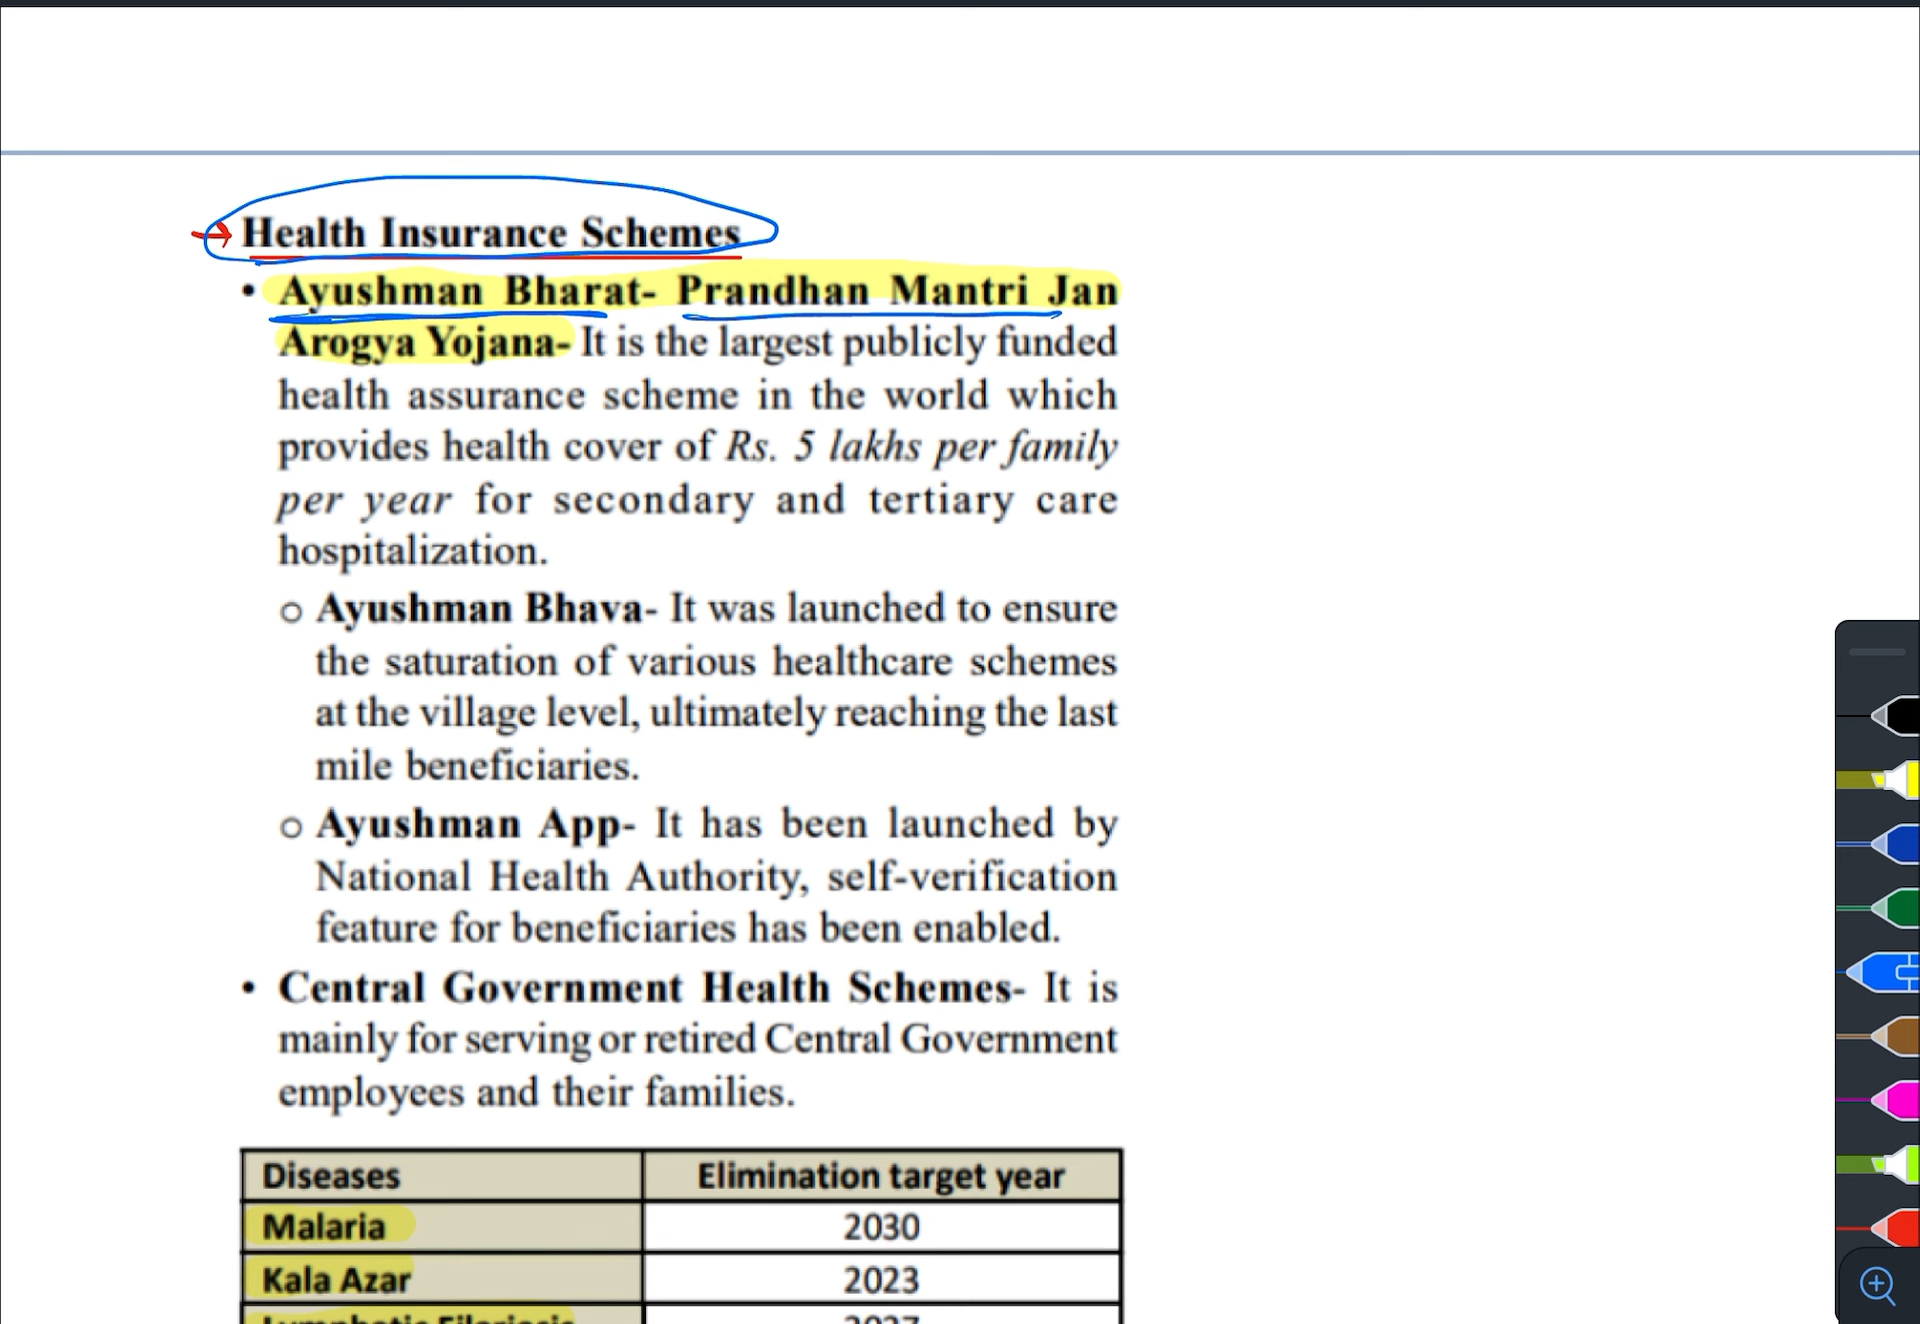 Health Insurance Schemes
• Ayushman Bharat- Prandhan Mantri Jan
Arogya Yojana- It is the largest publicly funded
health assurance scheme in the world which
provides health cover of Rs. 5 lakhs per family
per year for secondary and tertiary care
hospitalization.
o Ayushman Bhava- It was launched to ensure
the saturation of various healthcare schemes
at the village level, ultimately reaching the last
mile beneficiaries.
o Ayushman App- It has been launched by
National Health Authority, self-verification
feature for beneficiaries has been enabled.
• Central Government Health Schemes- It is
mainly for serving or retired Central Government
employees and their families.
Diseases Elimination target year
Malaria 2030
Kala Azar 2023
Lymphatic Filariasis 2027